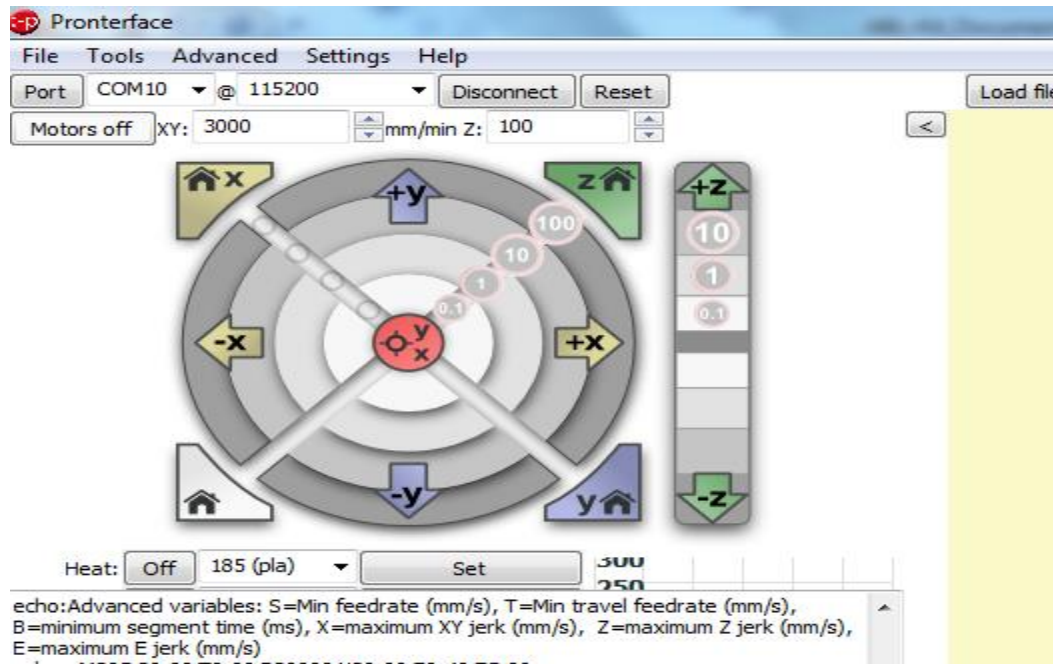 Pronterface
File Tools Advanced Settings Help
Port COM10 @ 115200 Disconnect Reset Load file
Motors off XY: 3000 mm/min Z: 100 <
x +y z +z
100 10
10 1
1 0.1
0.1
-x y x +x
-y y -z
Heat: Off 185 (pla) Set 300
250
echo:Advanced variables: S=Min feedrate (mm/s), T=Min travel feedrate (mm/s),
B=minimum segment time (ms), X=maximum XY jerk (mm/s), Z=maximum Z jerk (mm/s),
E=maximum E jerk (mm/s)